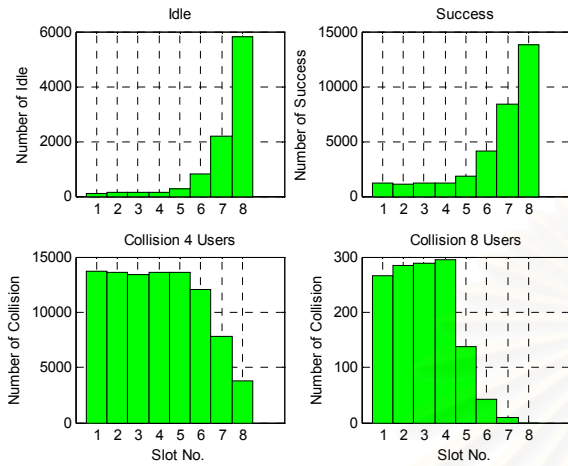 Idle
Number of Idle
6000
4000
2000
0
1 2 3 4 5 6 7 8
Success
Number of Success
15000
10000
5000
0
1 2 3 4 5 6 7 8
Collision 4 Users
Number of Collision
15000
10000
5000
0
1 2 3 4 5 6 7 8
Slot No.
Collision 8 Users
Number of Collision
300
200
100
0
1 2 3 4 5 6 7 8
Slot No.